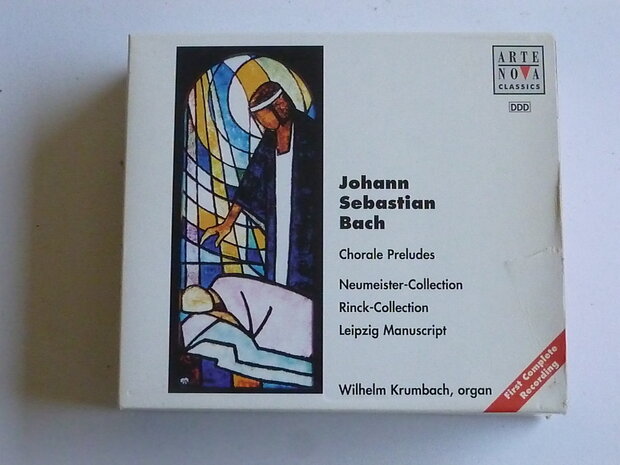 ARTE
NOVA
CLASSICS
DDD
Johann
Sebastian
Bach
Chorale Preludes
Neumeister-Collection
Rinck-Collection
Leipzig Manuscript
Wilhelm Krumbach, organ
First Complete
Recording